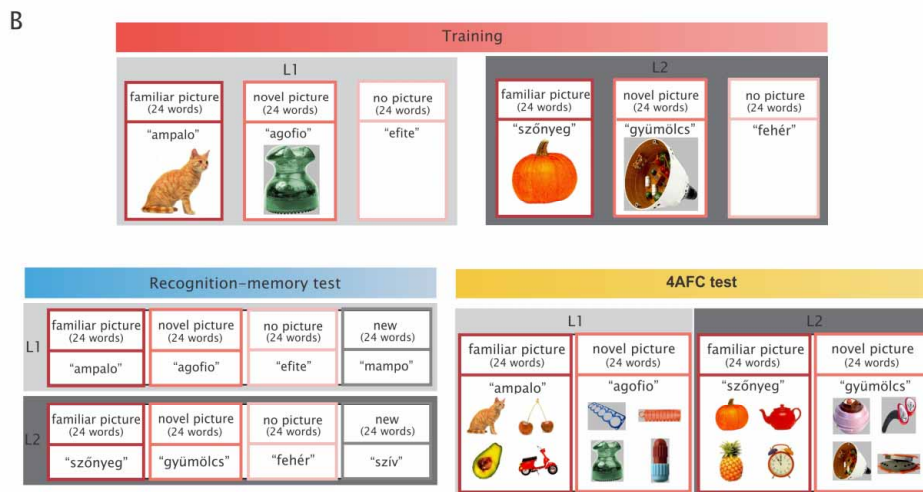 B
Training
L1
familiar picture
(24 words)
"ampalo"
novel picture
(24 words)
"agofio"
no picture
(24 words)
"efite"
L2
familiar picture
(24 words)
"szőnyeg"
novel picture
(24 words)
"gyümölcs"
no picture
(24 words)
"fehér"
Recognition-memory test
L1
familiar picture
(24 words)
"ampalo"
novel picture
(24 words)
"agofio"
no picture
(24 words)
"efite"
new
(24 words)
"mampo"
L2
familiar picture
(24 words)
"szőnyeg"
novel picture
(24 words)
"gyümölcs"
no picture
(24 words)
"fehér"
new
(24 words)
"szív"
4AFC test
L1
familiar picture
(24 words)
"ampalo"
novel picture
(24 words)
"agofio"
L2
familiar picture
(24 words)
"szőnyeg"
novel picture
(24 words)
"gyümölcs"